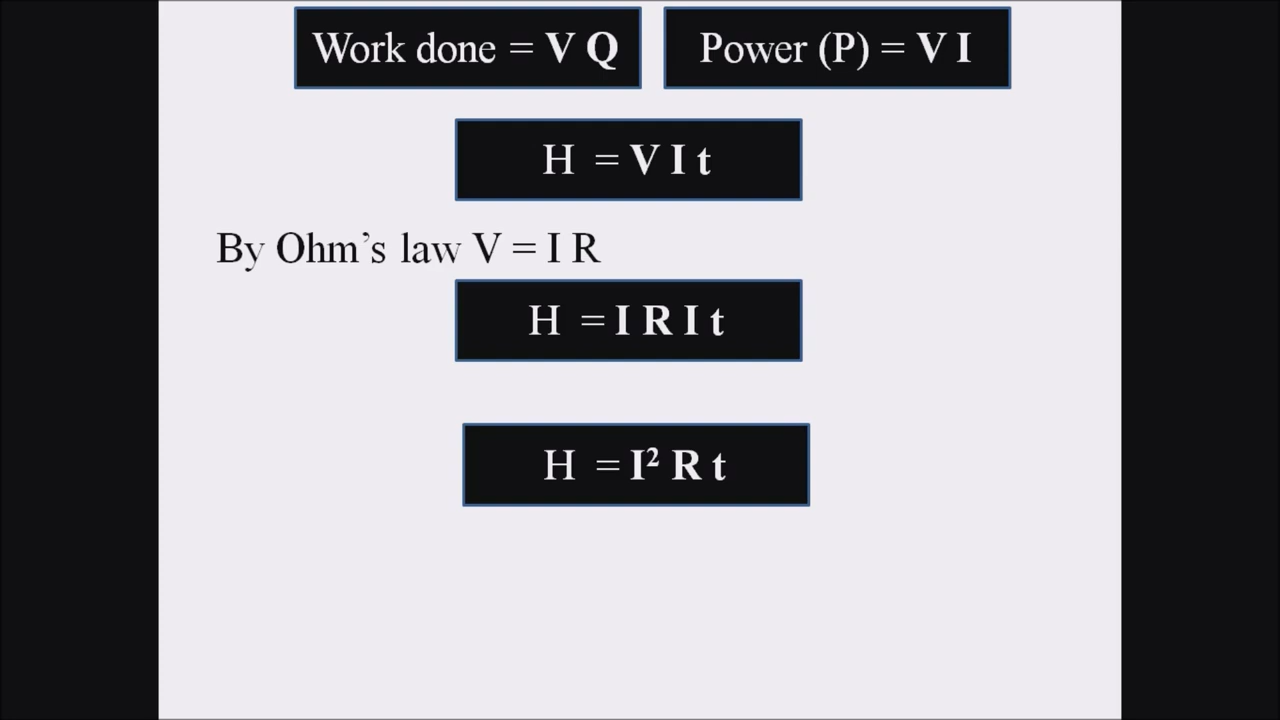 Work done = V Q
Power (P) = V I
H = V I t
By Ohm’s law V = I R
H = I R I t
H = I² R t